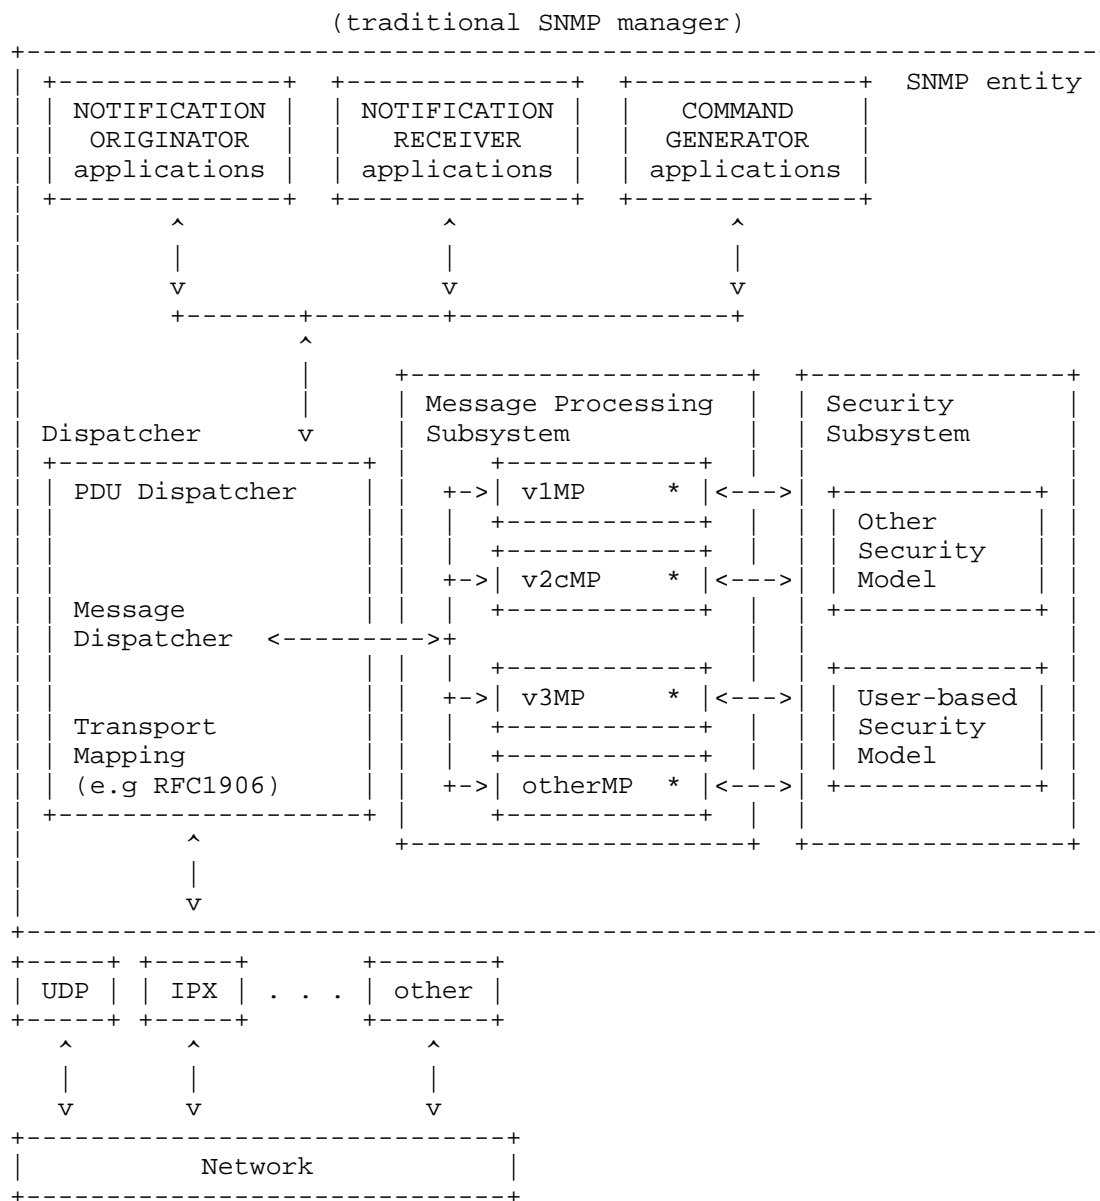 (traditional SNMP manager)
SNMP entity
NOTIFICATION
ORIGINATOR
applications
NOTIFICATION
RECEIVER
applications
COMMAND
GENERATOR
applications
Dispatcher
PDU Dispatcher
Message
Dispatcher
Transport
Mapping
(e.g RFC1906)
Message Processing
Subsystem
v1MP *
v2cMP *
v3MP *
otherMP *
Security
Subsystem
Other
Security
Model
User-based
Security
Model
UDP
IPX
. . .
other
Network